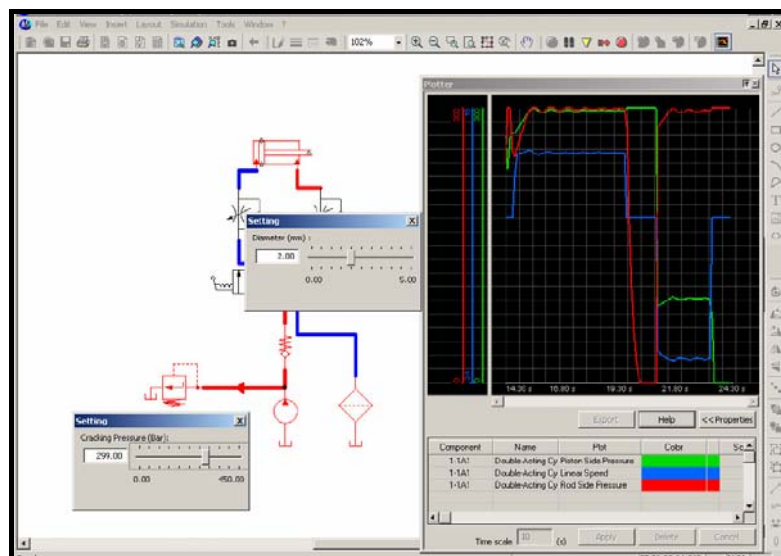 File Edit View Insert Layout Simulation Tools Window ?
102%
Plotter
Setting
Diameter (mm) :
2.00
0.00 5.00
Setting
Cracking Pressure (Bar):
299.00
0.00 450.00
14.30 s 16.80 s 19.30 s 21.80 s 24.30 s
Export Help <<Properties
Component Name Plot Color
1-1A1 Double-Acting Cy Piston Side Pressure
1-1A1 Double-Acting Cy Linear Speed
1-1A1 Double-Acting Cy Rod Side Pressure
Time scale 10 (s) Apply Delete Cancel